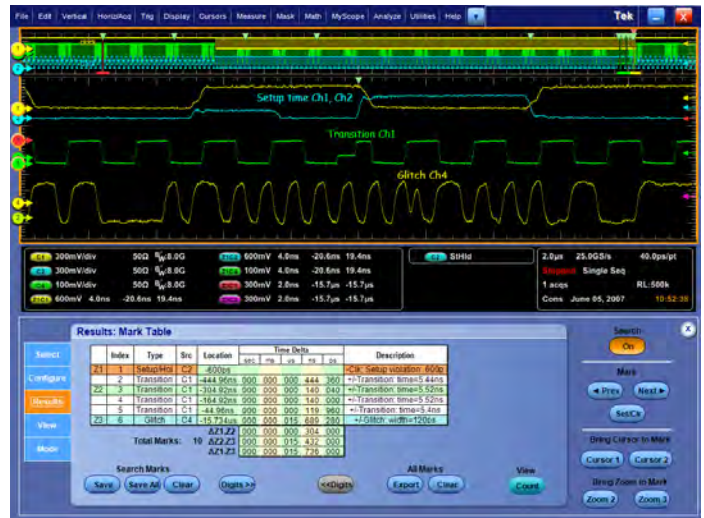 File Edit Vertical Horiz/Acq Trig Display Cursors Measure Mask Math MyScope Analyze Utilities Help Tek
Setup time Ch1, Ch2
Transition Ch1
Glitch Ch4
C1 300mV/div 50Ω BW:8.0G
C2 300mV/div 50Ω BW:8.0G
C4 100mV/div 50Ω BW:8.0G
Z1C1 600mV 4.0ns -20.6ns 19.4ns
600mV 4.0ns -20.6ns 19.4ns
100mV 4.0ns -20.6ns 19.4ns
300mV 2.0ns -15.7µs -15.7µs
300mV 2.0ns -15.7µs -15.7µs
StHld
2.0µs 25.0GS/s 40.0ps/pt
Stopped Single Seq
1 acqs RL:500k
Cons June 05, 2007 10:52:38
Results: Mark Table
Search
On
Select
Configure
Results
View
Mode
Time Delta
Index Type Src Location sec ms us ns ps Description
Z1 1 Setup/Hol C2 -600ps -Clk: Setup violation :600p
2 Transition C1 -444.96ns 000 000 000 444 360 +/-Transition: time=5.44ns
Z2 3 Transition C1 -304.92ns 000 000 000 140 040 +/-Transition: time=5.52ns
4 Transition C1 -164.92ns 000 000 000 140 000 +/-Transition: time=5.52ns
5 Transition C1 -44.96ns 000 000 000 119 960 +/-Transition: time=5.4ns
Z3 6 Glitch C4 -15.734us 000 000 015 689 280 +/-Glitch: width=120ps
ΔZ1,Z2 000 000 000 304 000
Total Marks: 10 ΔZ2,Z3 000 000 015 432 000
ΔZ1,Z3 000 000 015 736 000
Search Marks
Save Save All Clear Digits >> <<Digits
All Marks
Export Clear
View
Count
Mark
Prev Next
Set/Clr
Bring Cursor to Mark
Cursor 1 Cursor 2
Bring Zoom to Mark
Zoom 2 Zoom 3